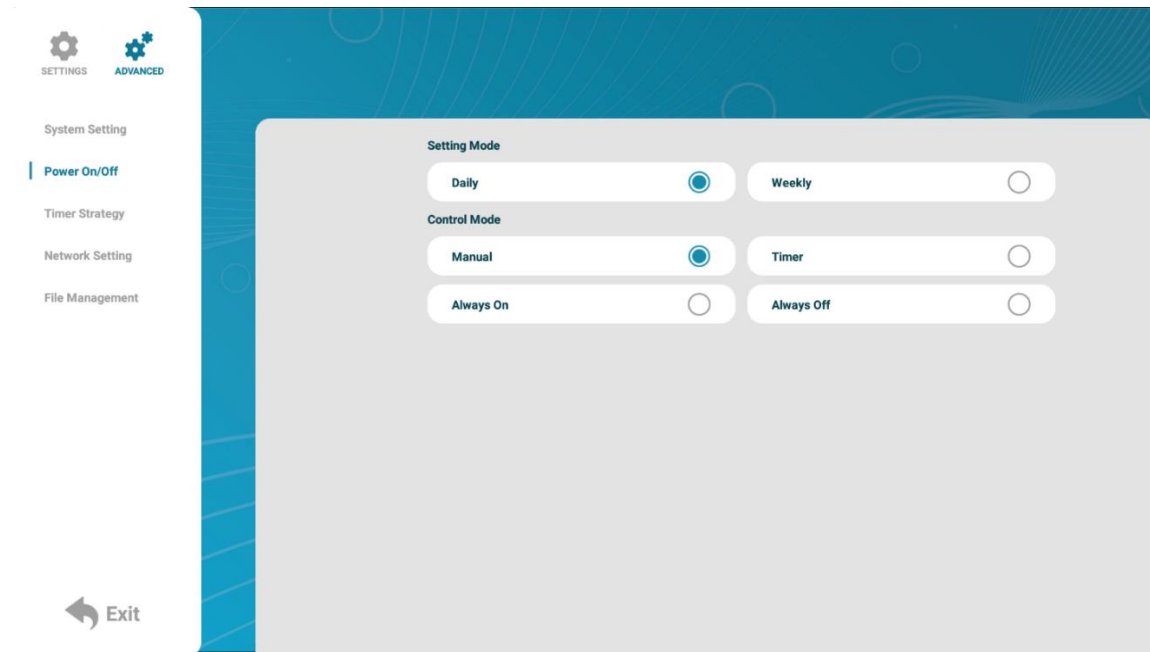 SETTINGS ADVANCED
System Setting
Power On/Off
Timer Strategy
Network Setting
File Management
Exit
Setting Mode
Daily Weekly
Control Mode
Manual Timer
Always On Always Off